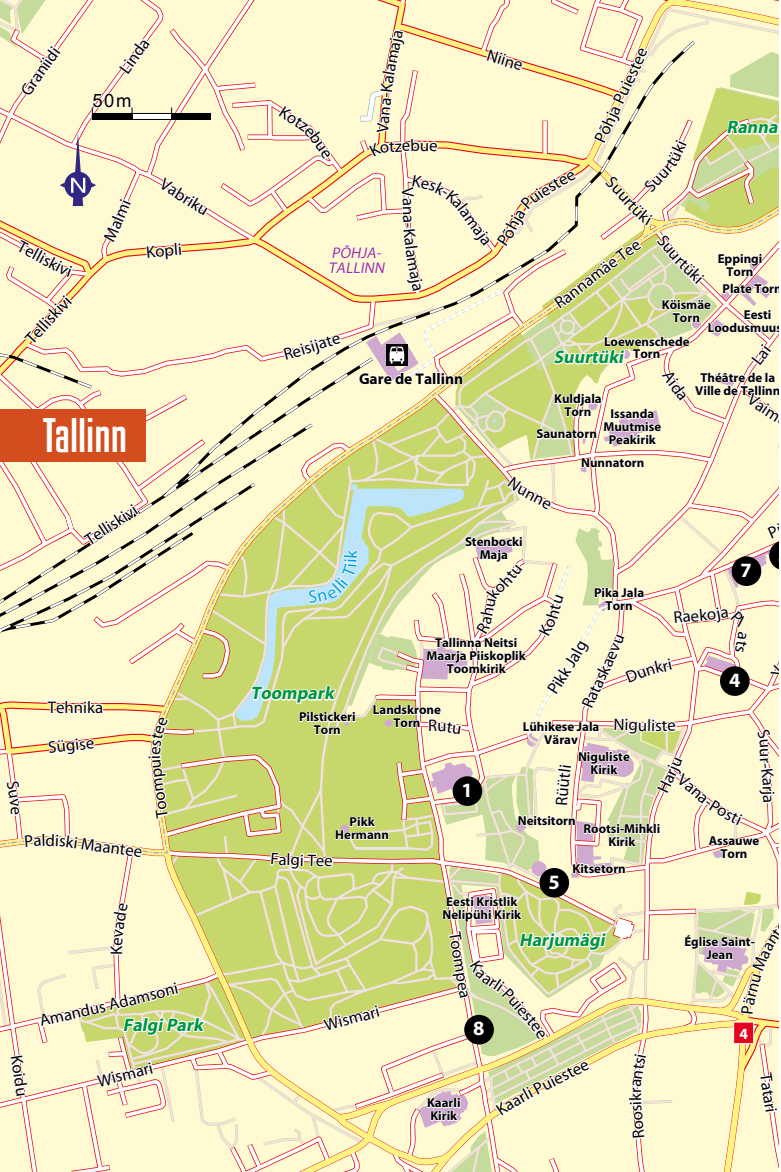 Graniidi
Linda
Niine
Vana-Kalamaja
Põhja Puiestee
50m
Kotzebue
Kotzebue
Ranna
N
Vabriku
Malmi
Kesk-Kalamaja
Vana-Kalamaja
Põhja Puiestee
Suurtüki
Suurtüki
Telliskivi
Kopli
PÕHJA-
TALLINN
Rannamäe Tee
Suurtüki
Eppingi
Torn
Plate Torn
Köismäe
Torn
Eesti
Loodusmuus
Telliskivi
Reisijate
Gare de Tallinn
Suurtüki
Loewenschede
Torn
Lai
Aida
Théâtre de la
Ville de Tallinn
Vaim
Kuldjala
Torn
Issanda
Muutmise
Peakirik
Saunatorn
Nunnatorn
Tallinn
Telliskivi
Nunne
Pi
Stenbocki
Maja
Snelli Tiik
7
Rahukohtu
Kohtu
Pika Jala
Torn
Raekoja Plats
Tallinna Neitsi
Maarja Piiskoplik
Toomkirik
Pikk Jalg
Rataskaevu
Dunkri
4
Toompark
Pilstickeri
Torn
Landskrone
Torn
Rutu
Tehnika
Sügise
Toompuiestee
Lühikese Jala
Värav
Niguliste
Niguliste
Kirik
Suur-Karja
Harju
Vana-Posti
Suve
Rüütli
1
Pikk
Hermann
Neitsitorn
Rootsi-Mihkli
Kirik
Assauwe
Torn
Paldiski Maantee
Falgi Tee
Kitsetorn
5
Kevade
Eesti Kristlik
Nelipühi Kirik
Harjumägi
Église Saint-
Jean
Toompea
Kaarli Puiestee
Pärnu Maante
Amandus Adamsoni
Falgi Park
Wismari
8
4
Koidu
Wismari
Kaarli Puiestee
Kaarli
Kirik
Roosikrantsi
Tatari